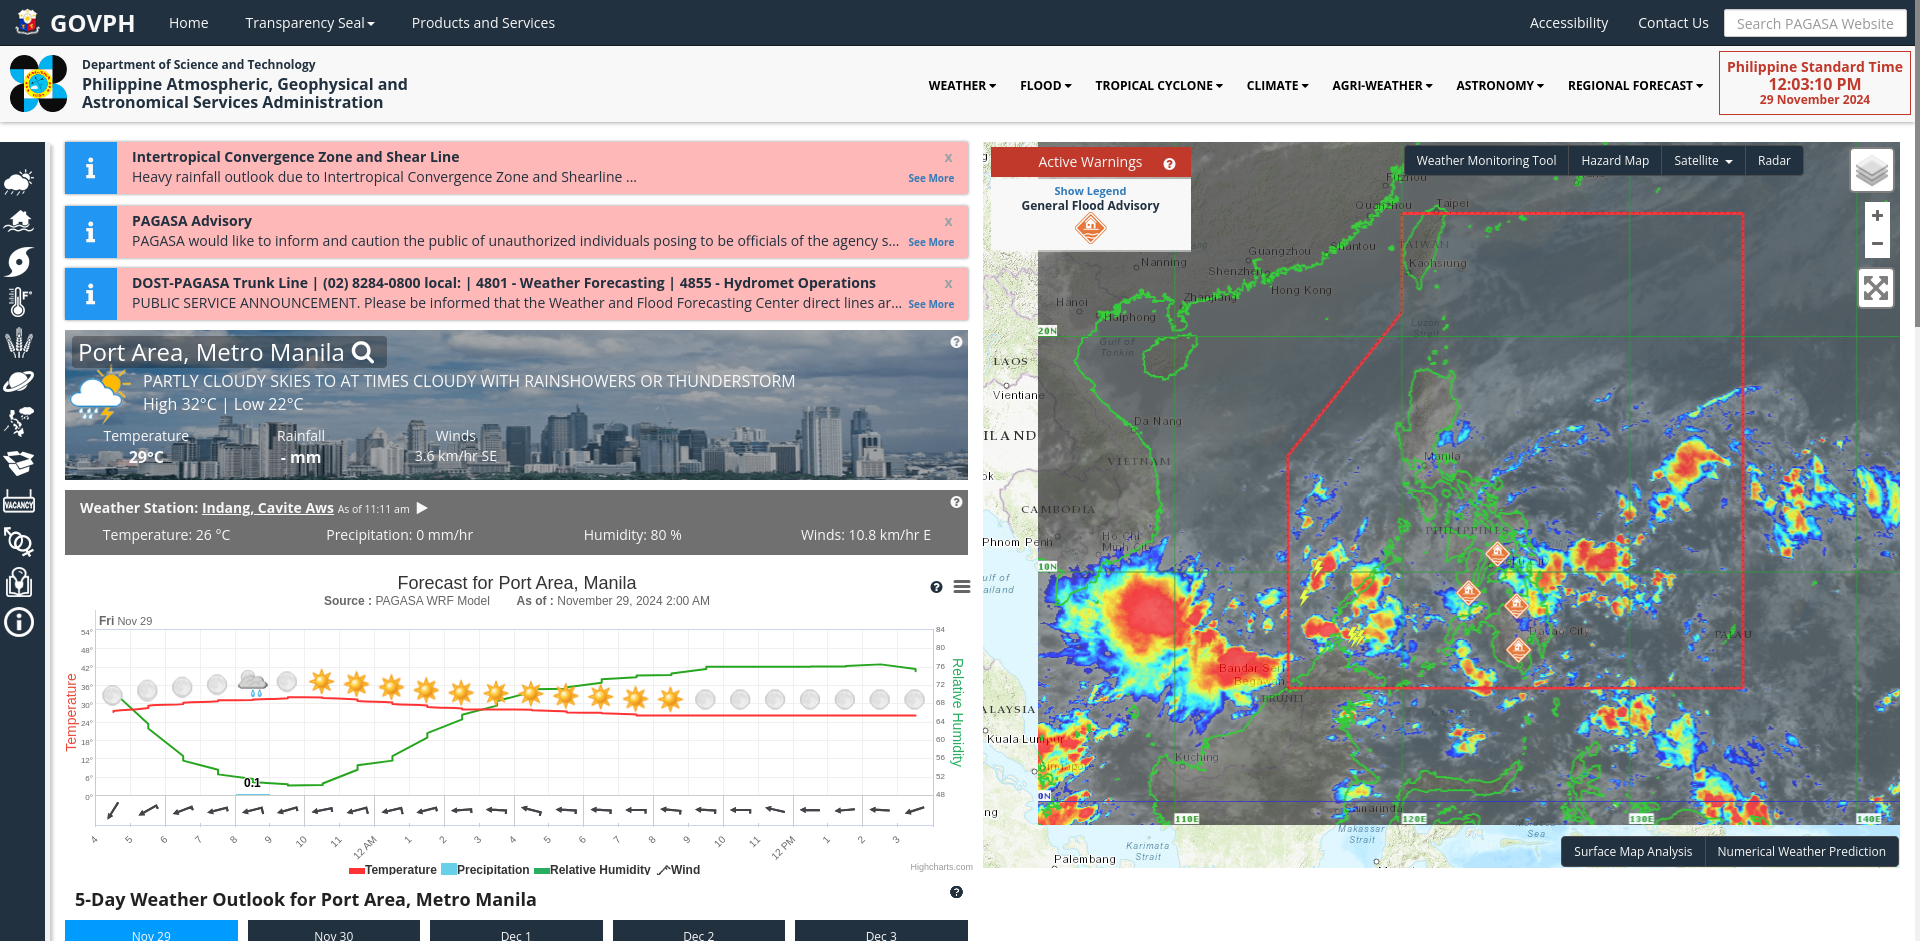 GOVPH
Home
Transparency Seal
Products and Services
Accessibility
Contact Us
Search PAGASA Website
Department of Science and Technology
Philippine Atmospheric, Geophysical and
Astronomical Services Administration
WEATHER
FLOOD
TROPICAL CYCLONE
CLIMATE
AGRI-WEATHER
ASTRONOMY
REGIONAL FORECAST
Philippine Standard Time
12:03:10 PM
29 November 2024
Intertropical Convergence Zone and Shear Line
x
Heavy rainfall outlook due to Intertropical Convergence Zone and Shearline ...
See More
PAGASA Advisory
x
PAGASA would like to inform and caution the public of unauthorized individuals posing to be officials of the agency s...
See More
DOST-PAGASA Trunk Line | (02) 8284-0800 local: | 4801 - Weather Forecasting | 4855 - Hydromet Operations
x
PUBLIC SERVICE ANNOUNCEMENT. Please be informed that the Weather and Flood Forecasting Center direct lines ar...
See More
Port Area, Metro Manila
PARTLY CLOUDY SKIES TO AT TIMES CLOUDY WITH RAINSHOWERS OR THUNDERSTORM
High 32°C | Low 22°C
Temperature
Rainfall
Winds
29°C
- mm
3.6 km/hr SE
VACANCY
Weather Station: Indang, Cavite Aws As of 11:11 am
Temperature: 26 °C
Precipitation: 0 mm/hr
Humidity: 80 %
Winds: 10.8 km/hr E
Forecast for Port Area, Manila
Source : PAGASA WRF Model
As of : November 29, 2024 2:00 AM
Fri Nov 29
Temperature
54°
48°
42°
36°
30°
24°
18°
12°
6°
0°
0.1
84
80
76
72
68
64
60
56
52
48
Relative Humidity
4
5
6
7
8
9
10
11
12 AM
1
2
3
4
5
6
7
8
9
10
11
12 PM
1
2
3
Temperature
Precipitation
Relative Humidity
Wind
Highcharts.com
5-Day Weather Outlook for Port Area, Metro Manila
Nov 29
Nov 30
Dec 1
Dec 2
Dec 3
Active Warnings
Show Legend
General Flood Advisory
Weather Monitoring Tool
Hazard Map
Satellite
Radar
+
−
Fuzhou
Quanzhou
Taipei
Shantou
TAIWAN
Guangzhou
Nanning
Shenzhen
Kaohsiung
Hong Kong
Zhanjiang
Hanoi
Haiphong
20N
Luzon
Strait
Gulf of
Tonkin
LAOS
Vientiane
Da Nang
ILAND
VIETNAM
Manila
CAMBODIA
PHILIPPINES
Phnom Penh
Ho Chi
Minh City
10N
ulf of
ailand
Davao City
PALAU
Bandar Seri
Begawan
BRUNEI
ALAYSIA
Kuala Lumpur
Kuching
Singapore
0N
Samarinda
110E
120E
130E
140E
ng
Makassar
Strait
Karimata
Strait
Palembang
Surface Map Analysis
Numerical Weather Prediction